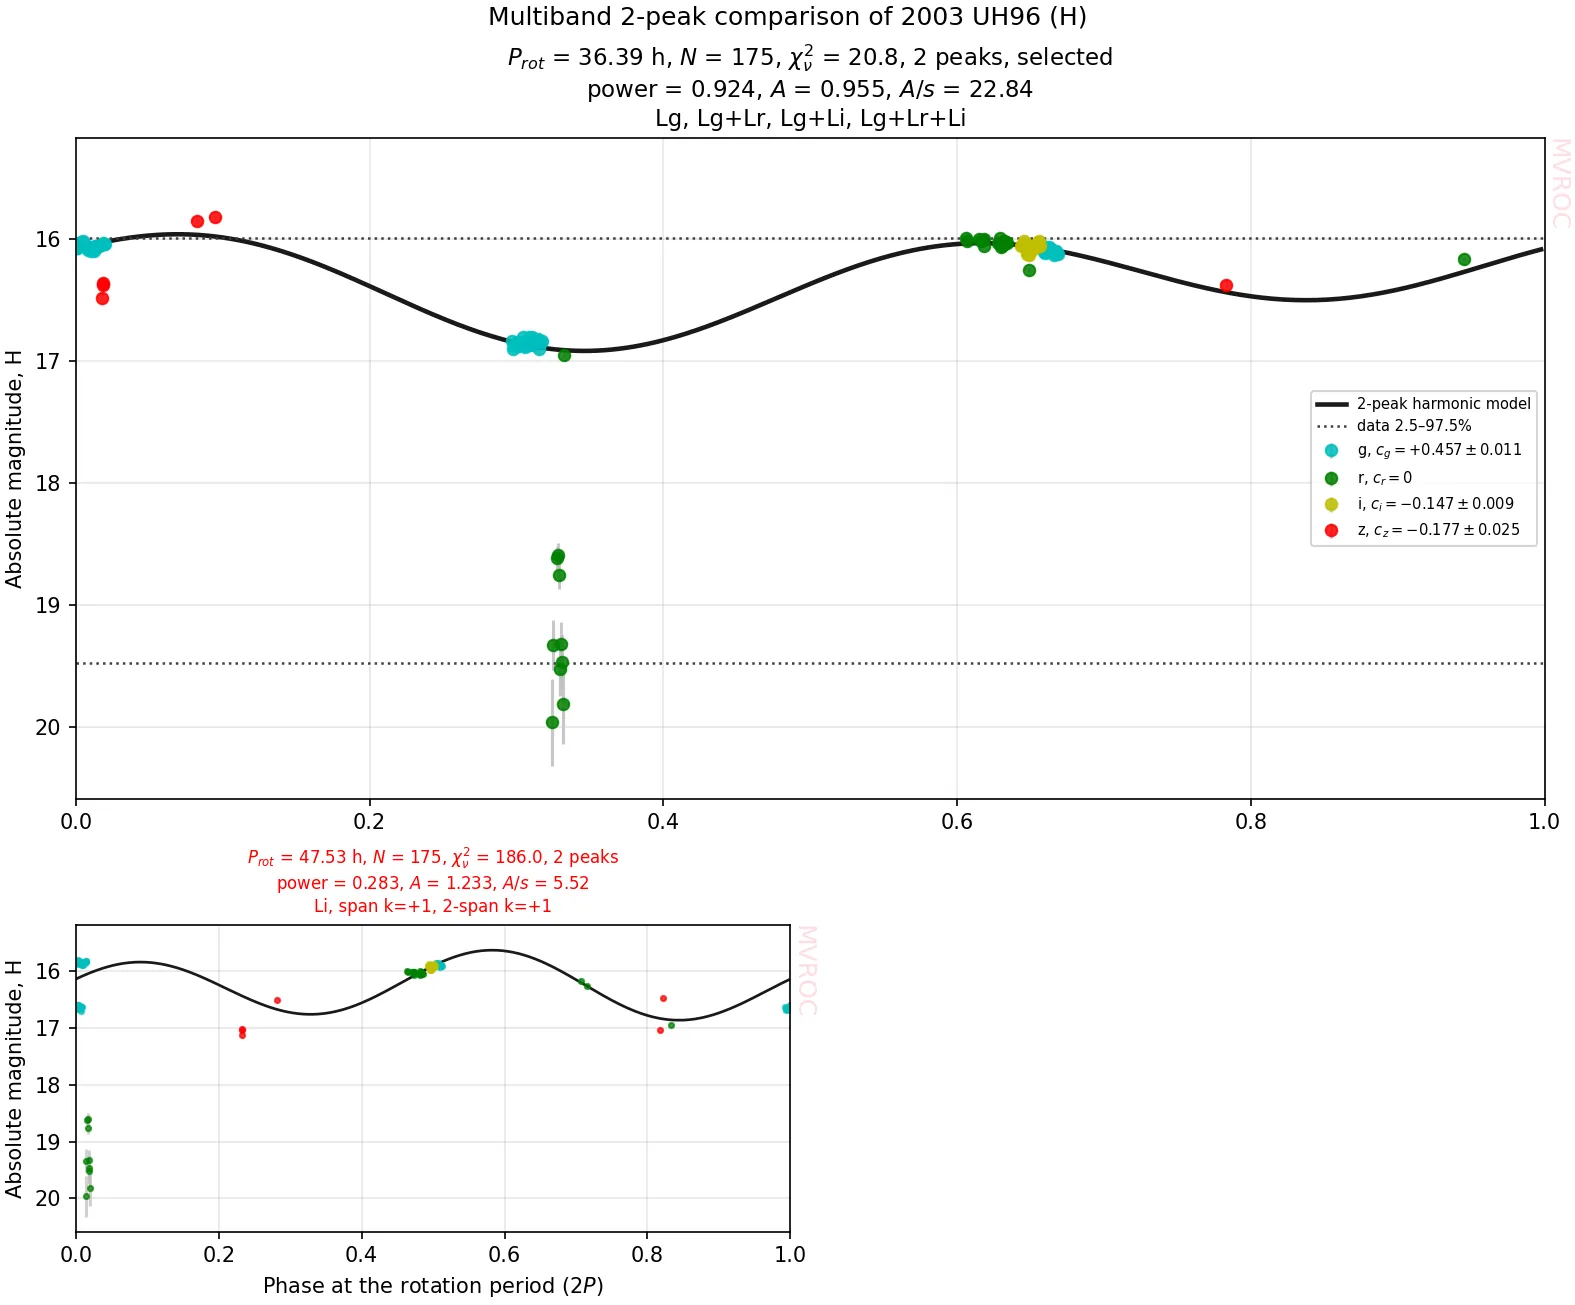 Multiband 2-peak comparison of 2003 UH96 (H)
P_rot = 36.39 h, N = 175, χ²_ν = 20.8, 2 peaks, selected
power = 0.924, A = 0.955, A/s = 22.84
Lg, Lg+Lr, Lg+Li, Lg+Lr+Li
MVROC
Absolute magnitude, H
16
17
18
19
20
2-peak harmonic model
data 2.5–97.5%
g, c_g = +0.457 ± 0.011
r, c_r = 0
i, c_i = −0.147 ± 0.009
z, c_z = −0.177 ± 0.025
0.0 0.2 0.4 0.6 0.8 1.0
P_rot = 47.53 h, N = 175, χ²_ν = 186.0, 2 peaks
power = 0.283, A = 1.233, A/s = 5.52
Li, span k=+1, 2-span k=+1
MVROC
Absolute magnitude, H
16
17
18
19
20
0.0 0.2 0.4 0.6 0.8 1.0
Phase at the rotation period (2P)